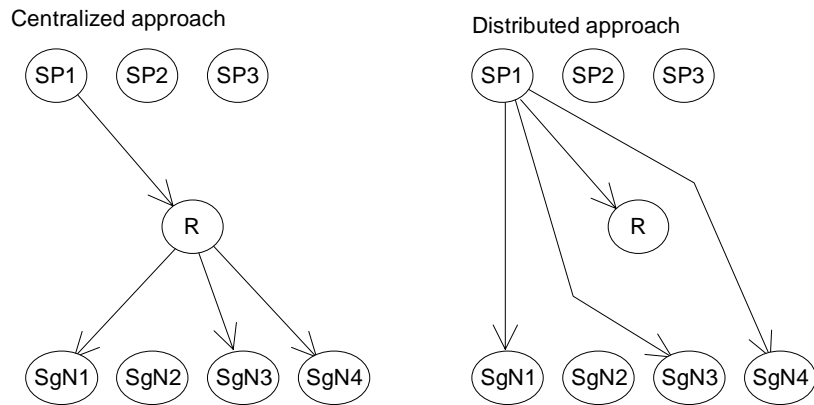 Centralized approach
SP1 SP2 SP3
R
SgN1 SgN2 SgN3 SgN4
Distributed approach
SP1 SP2 SP3
R
SgN1 SgN2 SgN3 SgN4